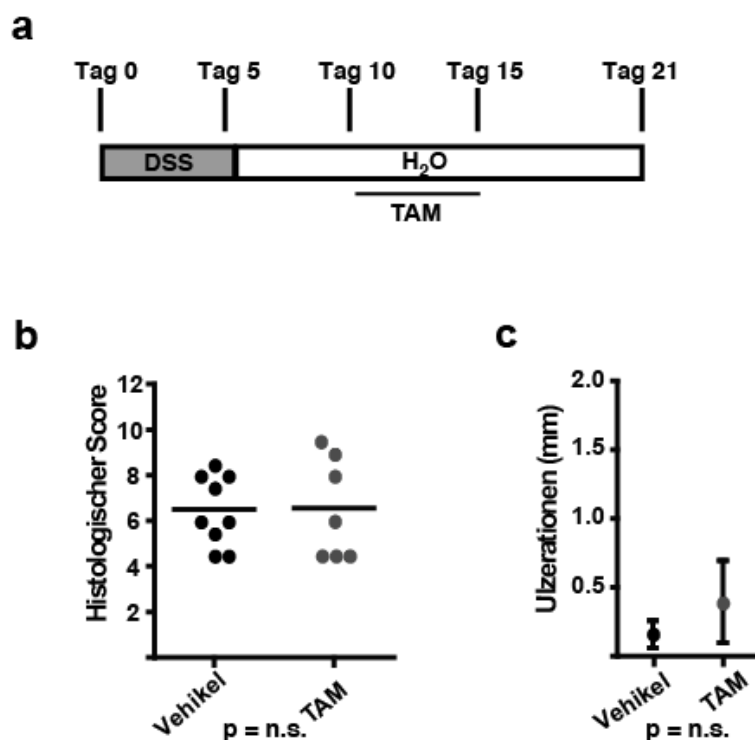 a
Tag 0 Tag 5 Tag 10 Tag 15 Tag 21
DSS H₂O
TAM
b
Histologischer Score
12
10
8
6
4
2
Vehikel TAM
p = n.s.
c
Ulzerationen (mm)
2.0
1.5
1.0
0.5
Vehikel TAM
p = n.s.